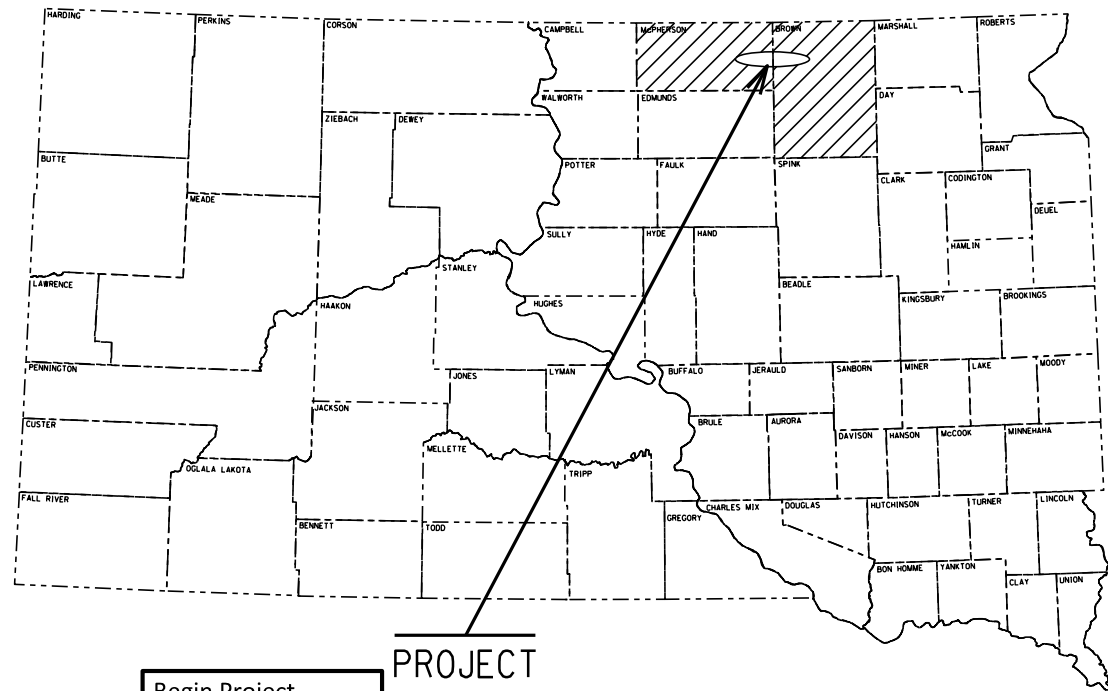 HARDING
PERKINS
CORSON
CAMPBELL
McPHERSON
BROWN
MARSHALL
ROBERTS
WALWORTH
EDMUNDS
DAY
ZIEBACH
DEWEY
GRANT
BUTTE
POTTER
FAULK
SPINK
CLARK
CODINGTON
MEADE
DEUEL
SULLY
HYDE
HAND
HAMLIN
STANLEY
LAWRENCE
BEADLE
HAAKON
HUGHES
KINGSBURY
BROOKINGS
PENNINGTON
JONES
LYMAN
BUFFALO
JERAULD
SANBORN
MINER
LAKE
MOODY
JACKSON
CUSTER
BRULE
AURORA
DAVISON
HANSON
McCOOK
MINNEHAHA
MELLETTE
OGLALA LAKOTA
TRIPP
FALL RIVER
CHARLES MIX
DOUGLAS
HUTCHINSON
TURNER
LINCOLN
GREGORY
BENNETT
TODD
BON HOMME
YANKTON
CLAY
UNION
PROJECT
Begin Project